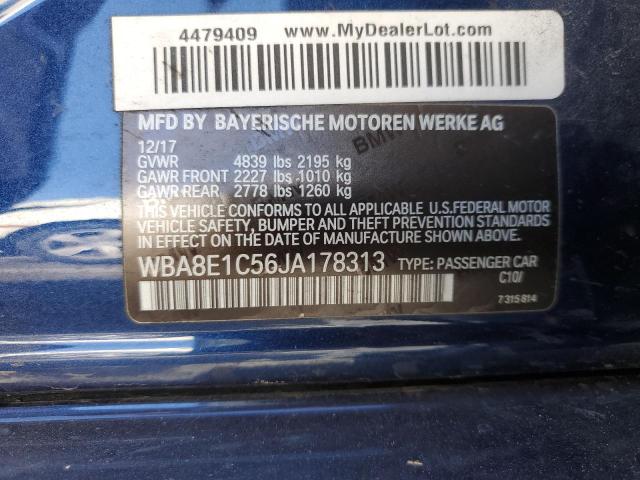 4479409 www.MyDealerLot.com
MFD BY BAYERISCHE MOTOREN WERKE AG
12/17
GVWR 4839 lbs 2195 kg
GAWR FRONT 2227 lbs 1010 kg
GAWR REAR 2778 lbs 1260 kg
THIS VEHICLE CONFORMS TO ALL APPLICABLE U.S.FEDERAL MOTOR
VEHICLE SAFETY, BUMPER AND THEFT PREVENTION STANDARDS
IN EFFECT ON THE DATE OF MANUFACTURE SHOWN ABOVE.
WBA8E1C56JA178313 TYPE: PASSENGER CAR
C10/
7315814